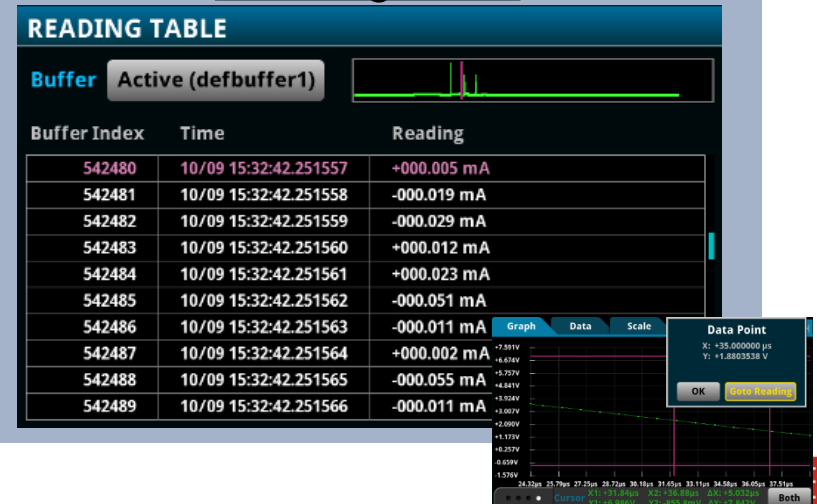 READING TABLE
Buffer Active (defbuffer1)
Buffer Index Time Reading
542480 10/09 15:32:42.251557 +000.005 mA
542481 10/09 15:32:42.251558 -000.019 mA
542482 10/09 15:32:42.251559 -000.029 mA
542483 10/09 15:32:42.251560 +000.012 mA
542484 10/09 15:32:42.251561 +000.023 mA
542485 10/09 15:32:42.251562 -000.051 mA
542486 10/09 15:32:42.251563 -000.011 mA
542487 10/09 15:32:42.251564 +000.002 mA
542488 10/09 15:32:42.251565 -000.055 mA
542489 10/09 15:32:42.251566 -000.011 mA
Graph Data Scale
Data Point
X: +35.000000 µs
Y: +1.8803538 V
OK Goto Reading
+7.591V
+6.674V
+5.757V
+4.841V
+3.924V
+3.007V
+2.090V
+1.173V
+0.257V
-0.659V
-1.576V
24.32µs 25.79µs 27.25µs 28.72µs 30.18µs 31.65µs 33.11µs 34.58µs 36.05µs 37.51µs
Cursor X1: +31.84µs X2: +36.88µs ΔX: +5.032µs
Y1: +6.986V Y2: -855.8mV ΔY: +7.842V
Both